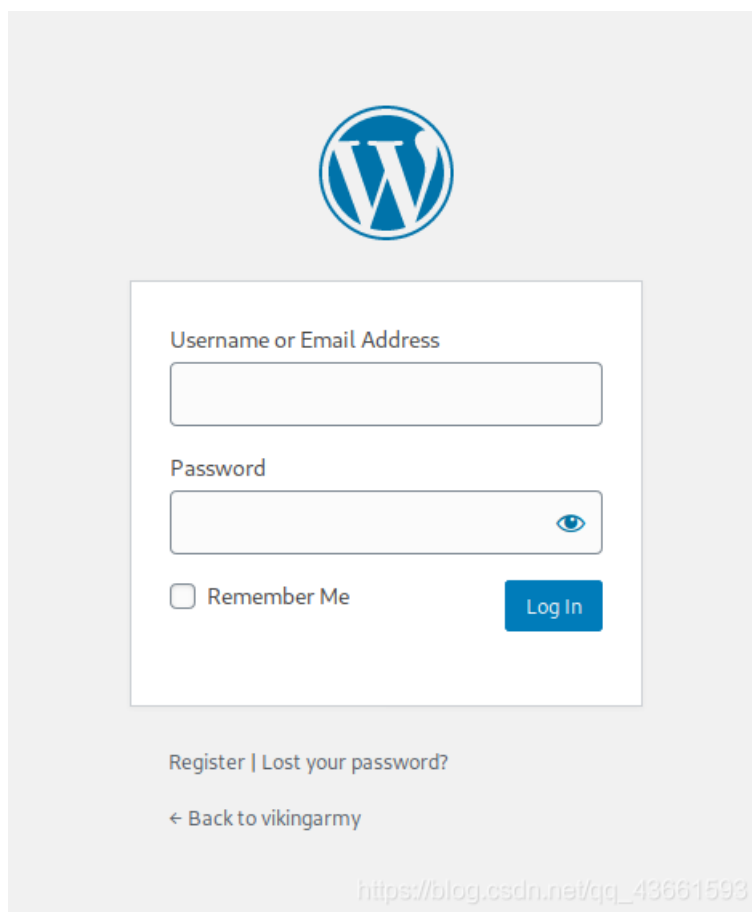 Username or Email Address
Password
Remember Me
Log In
Register | Lost your password?
← Back to vikingarmy
https://blog.csdn.net/qq_43661593